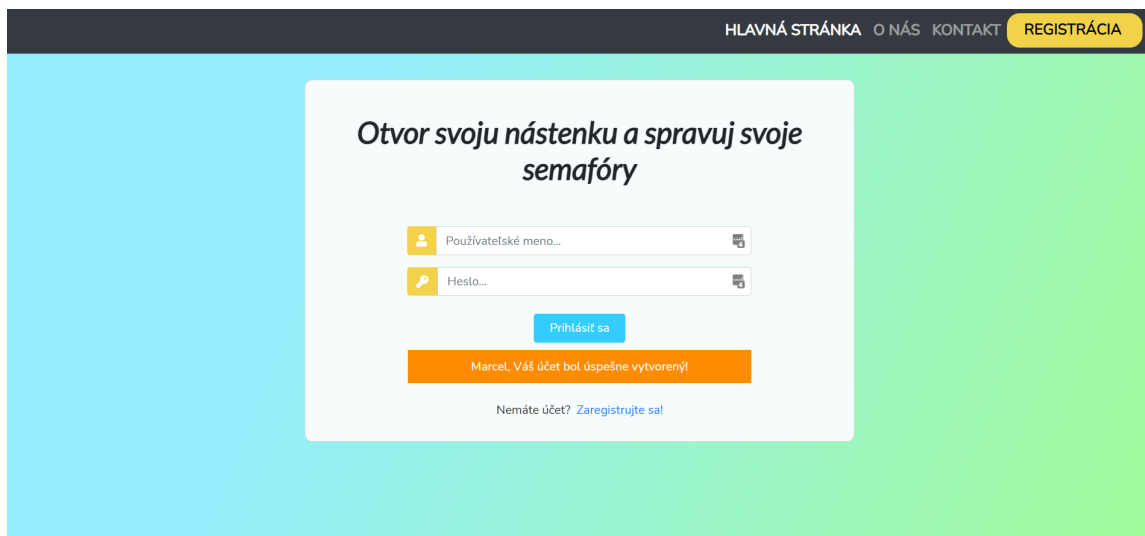 HLAVNÁ STRÁNKA O NÁS KONTAKT REGISTRÁCIA
Otvor svoju nástenku a spravuj svoje
semafóry
Používateľské meno...
Heslo...
Prihlásiť sa
Marcel, Váš účet bol úspešne vytvorený!
Nemáte účet? Zaregistrujte sa!